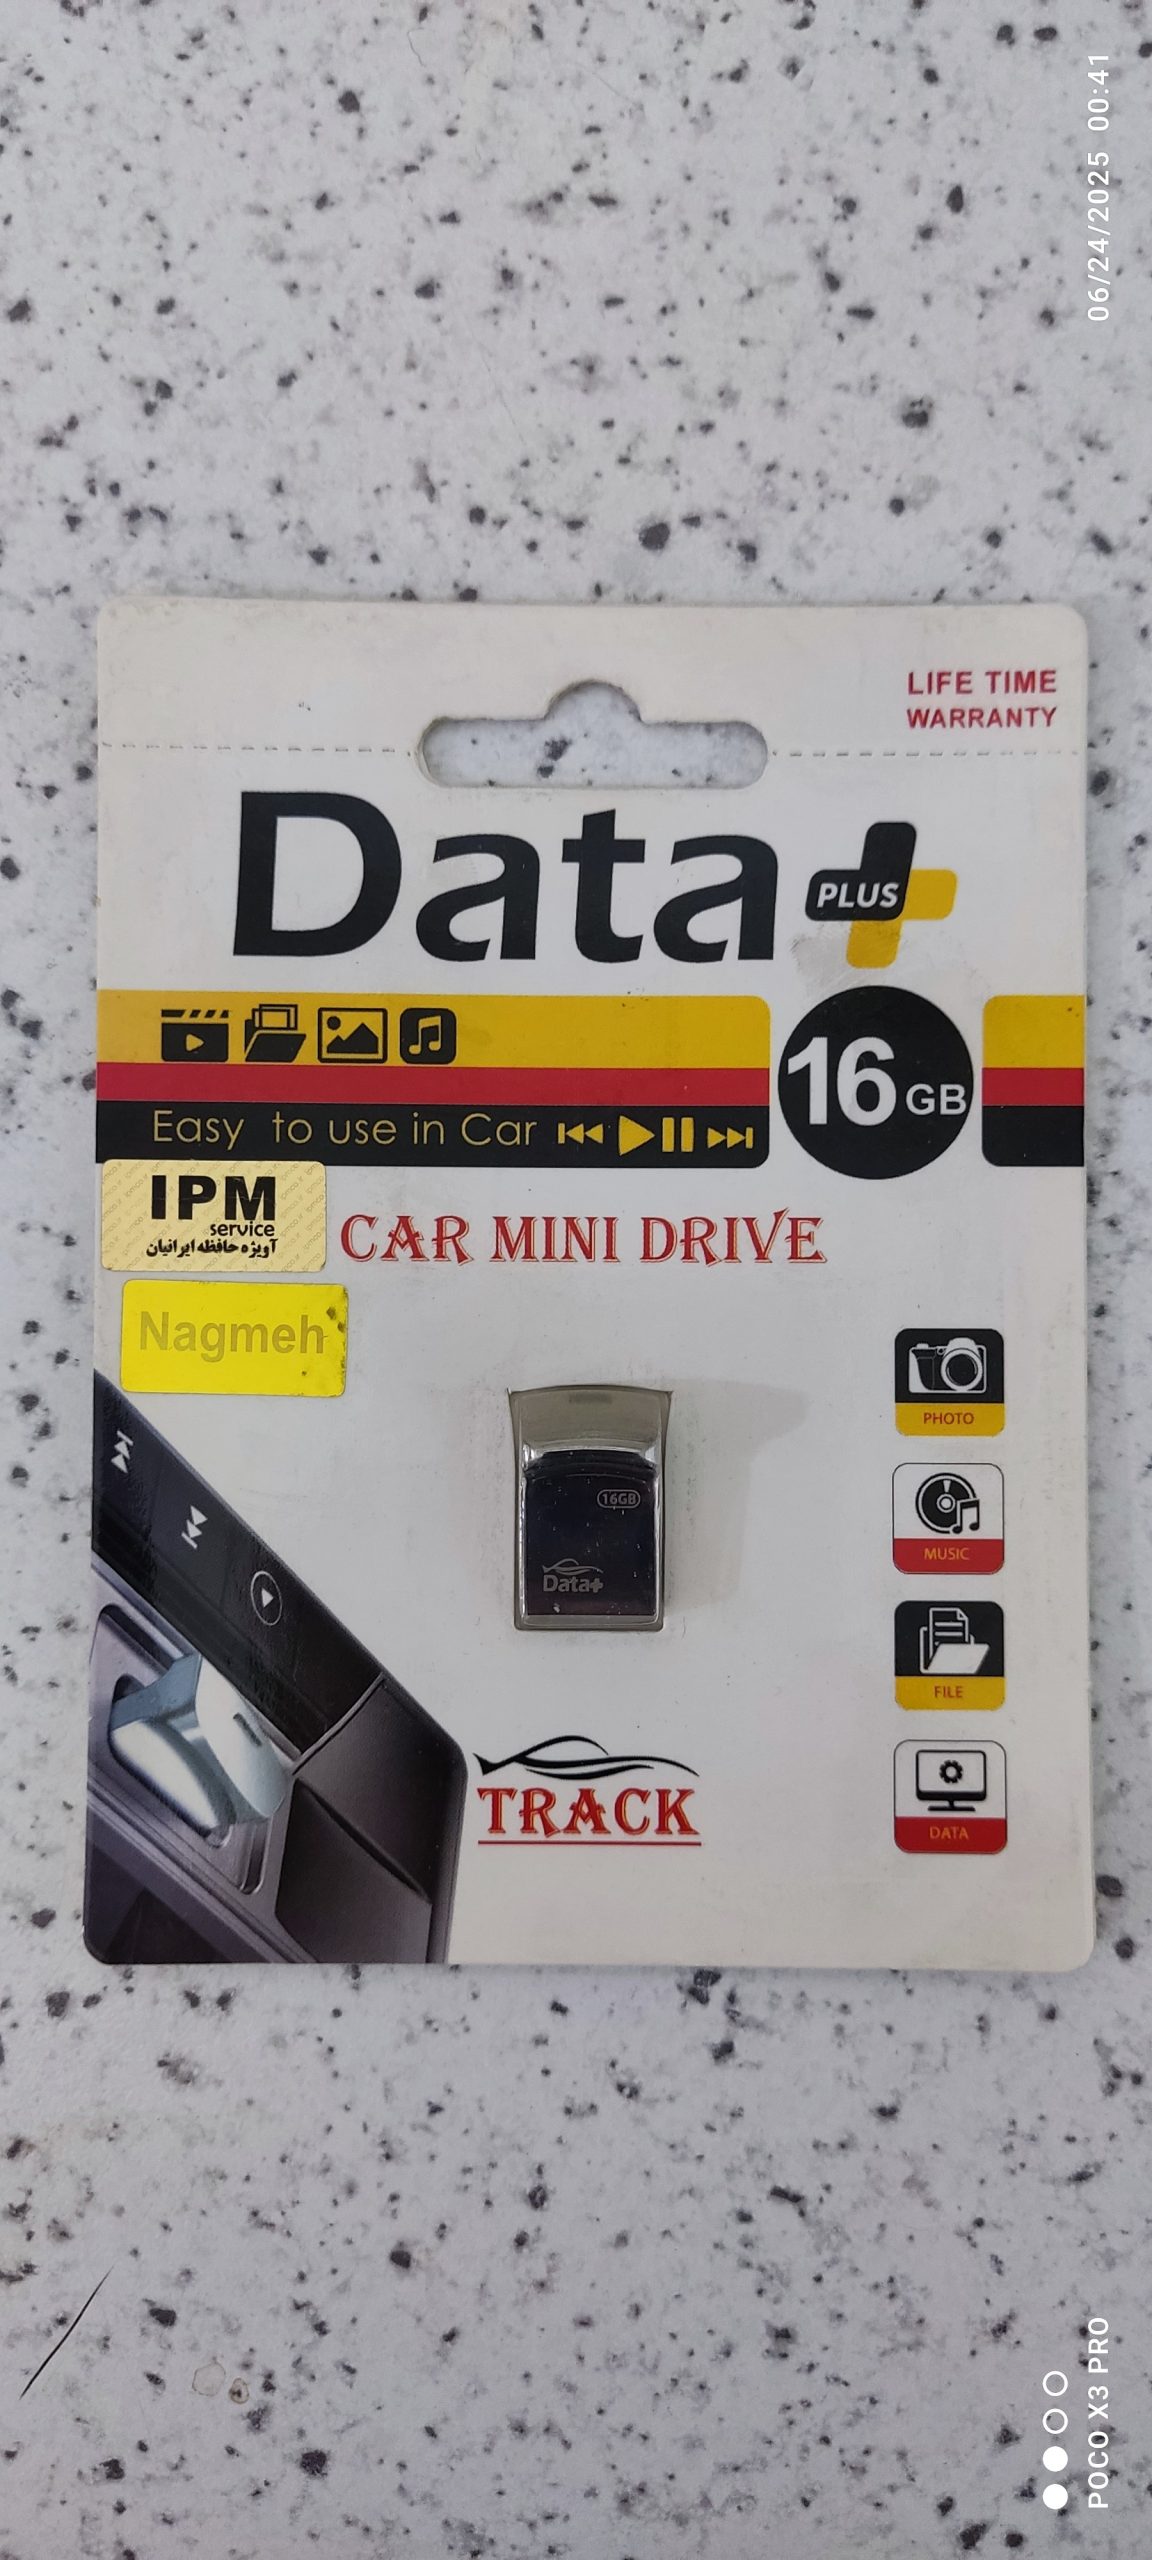 06/24/2025 00:41
LIFE TIME
WARRANTY
Data
PLUS
16 GB
Easy to use in Car
IPM
service
آویژه حافظه ایرانیان
CAR MINI DRIVE
Nagmeh
PHOTO
16GB
MUSIC
Data+
FILE
TRACK
DATA
POCO X3 PRO